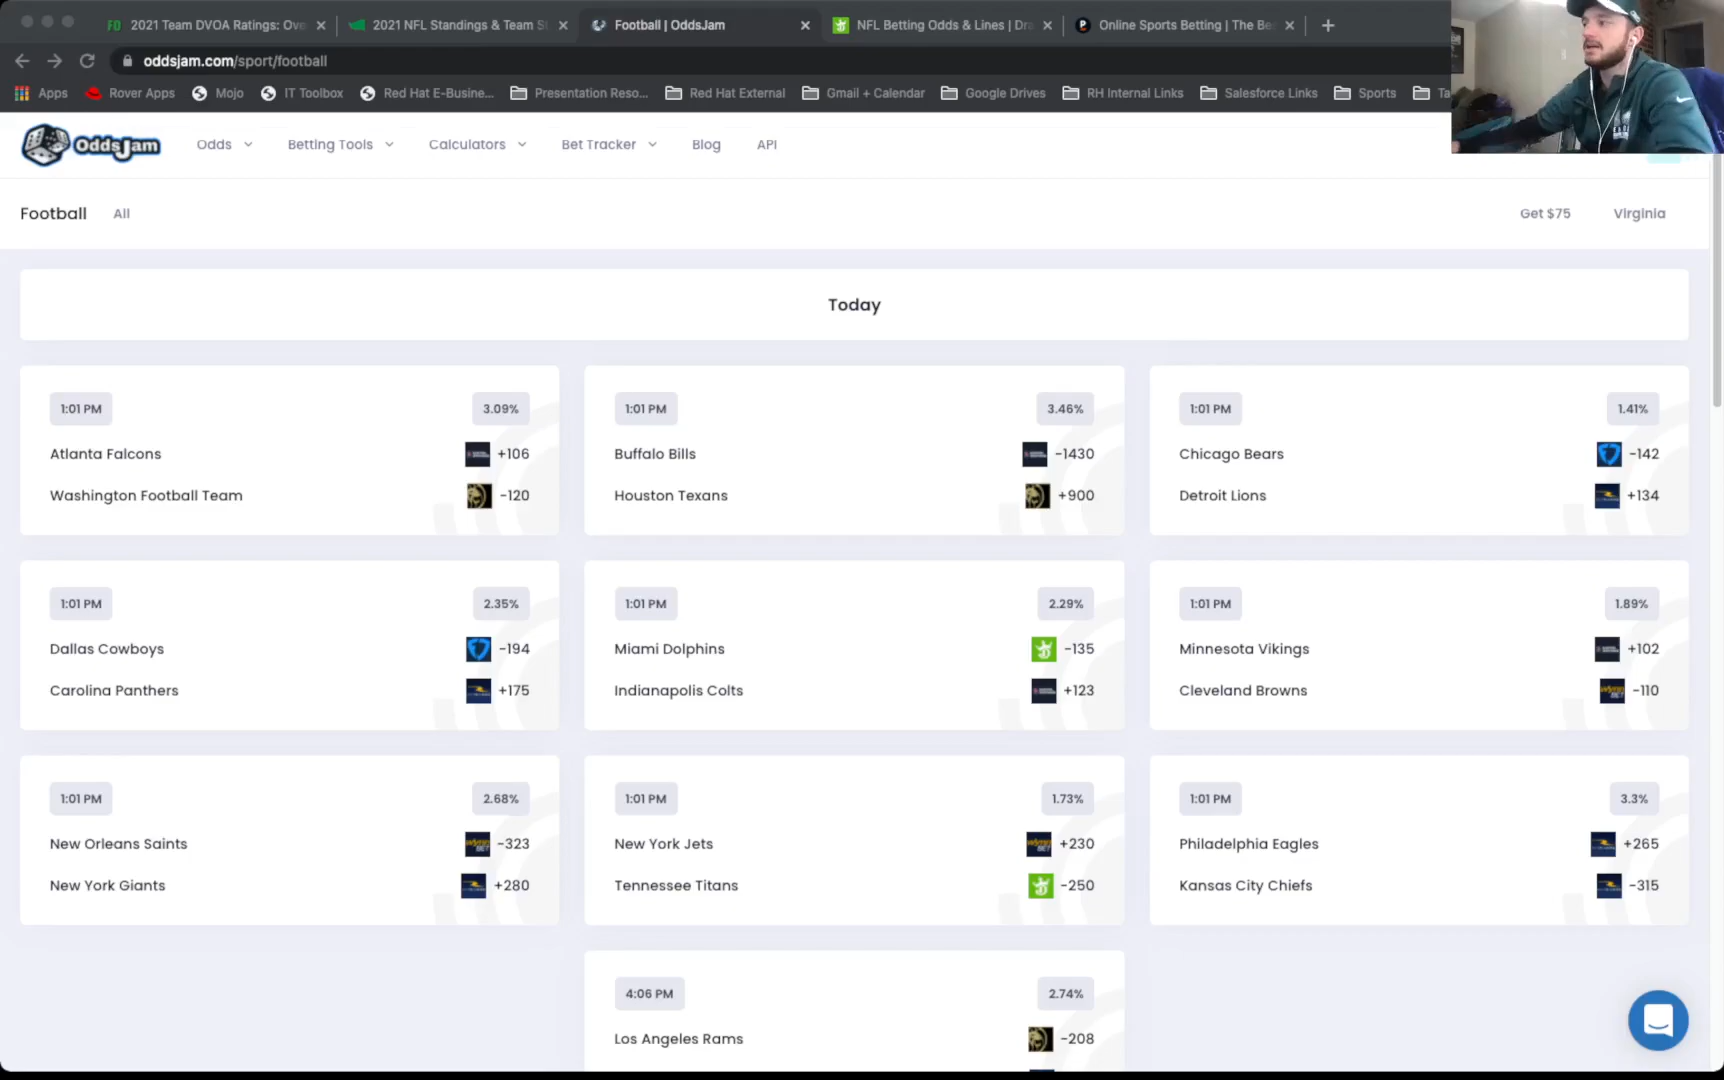 2021 Team DVOA Ratings: Ove
2021 NFL Standings & Team S
Football | OddsJam
NFL Betting Odds & Lines | Dra
Online Sports Betting | The Be
oddsjam.com/sport/football
Apps
Rover Apps
Mojo
IT Toolbox
Red Hat E-Busine...
Presentation Reso...
Red Hat External
Gmail + Calendar
Google Drives
RH Internal Links
Salesforce Links
Sports
Ta
OddsJam
Odds
Betting Tools
Calculators
Bet Tracker
Blog
API
Football
All
Get $75
Virginia
Today
1:01 PM
3.09%
Atlanta Falcons
+106
Washington Football Team
-120
1:01 PM
3.46%
Buffalo Bills
-1430
Houston Texans
+900
1:01 PM
1.41%
Chicago Bears
-142
Detroit Lions
+134
1:01 PM
2.35%
Dallas Cowboys
-194
Carolina Panthers
+175
1:01 PM
2.29%
Miami Dolphins
-135
Indianapolis Colts
+123
1:01 PM
1.89%
Minnesota Vikings
+102
Cleveland Browns
-110
1:01 PM
2.68%
New Orleans Saints
-323
New York Giants
+280
1:01 PM
1.73%
New York Jets
+230
Tennessee Titans
-250
1:01 PM
3.3%
Philadelphia Eagles
+265
Kansas City Chiefs
-315
4:06 PM
2.74%
Los Angeles Rams
-208